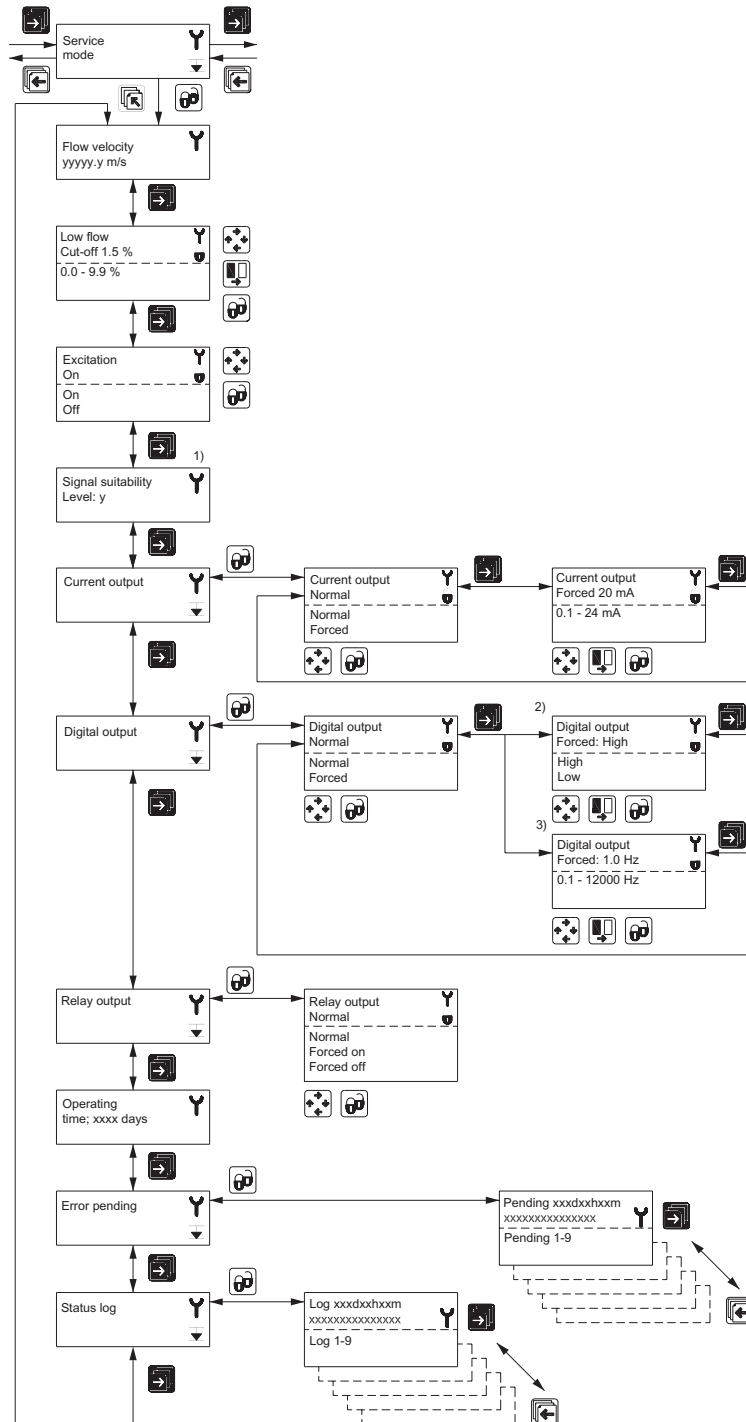 Service
mode
Flow velocity
yyyyy.y m/s
Low flow
Cut-off 1.5 %
0.0 - 9.9 %
Excitation
On
On
Off
1)
Signal suitability
Level: y
Current output
Current output
Normal
Normal
Forced
Current output
Forced 20 mA
0.1 - 24 mA
Digital output
Digital output
Normal
Normal
Forced
2)
Digital output
Forced: High
High
Low
3)
Digital output
Forced: 1.0 Hz
0.1 - 12000 Hz
Relay output
Relay output
Normal
Normal
Forced on
Forced off
Operating
time; xxxx days
Error pending
Pending xxxdxxhxxm
xxxxxxxxxxxxxxx
Pending 1-9
Status log
Log xxxdxxhxxm
xxxxxxxxxxxxxxx
Log 1-9